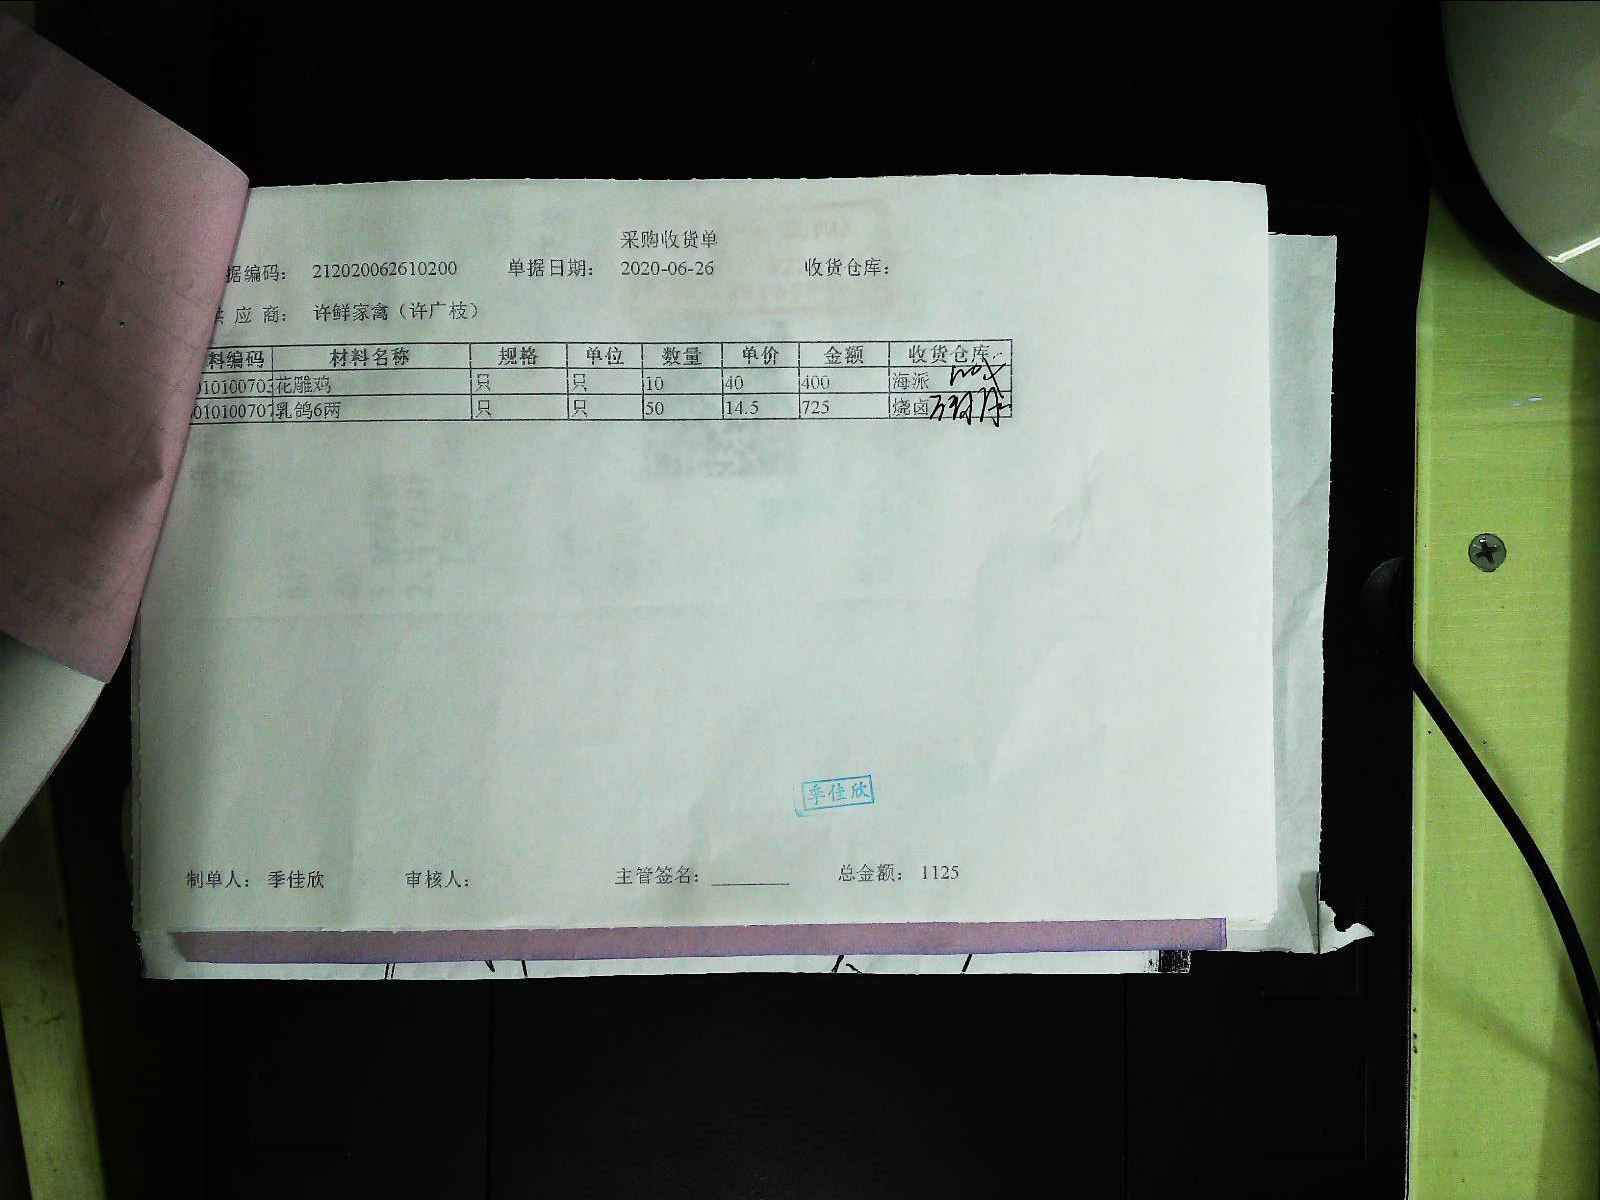 采购收货单
据编码： 212020062610200 单据日期： 2020-06-26 收货仓库：
供 应 商： 许鲜家禽（许广枝）
料编码 材料名称 规格 单位 数量 单价 金额 收货仓库
010100703 花雕鸡 只 只 10 40 400 海派
010100707 乳鸽6两 只 只 50 14.5 725 烧卤
季佳欣
制单人： 季佳欣 审核人： 主管签名：________ 总金额： 1125